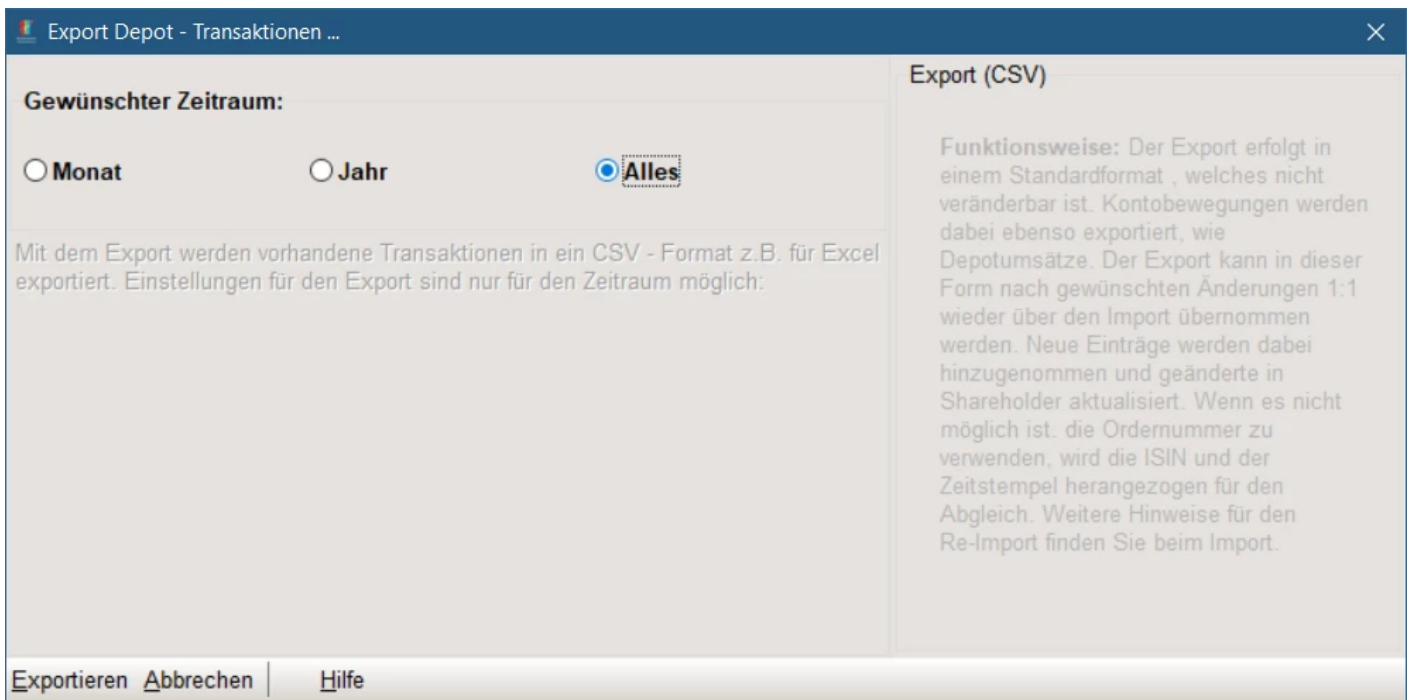 Export Depot - Transaktionen ...
Gewünschter Zeitraum:
Monat
Jahr
Alles
Mit dem Export werden vorhandene Transaktionen in ein CSV - Format z.B. für Excel
exportiert. Einstellungen für den Export sind nur für den Zeitraum möglich:
Export (CSV)
Funktionsweise: Der Export erfolgt in
einem Standardformat , welches nicht
veränderbar ist. Kontobewegungen werden
dabei ebenso exportiert, wie
Depotumsätze. Der Export kann in dieser
Form nach gewünschten Änderungen 1:1
wieder über den Import übernommen
werden. Neue Einträge werden dabei
hinzugenommen und geänderte in
Shareholder aktualisiert. Wenn es nicht
möglich ist. die Ordernummer zu
verwenden, wird die ISIN und der
Zeitstempel herangezogen für den
Abgleich. Weitere Hinweise für den
Re-Import finden Sie beim Import.
Exportieren Abbrechen Hilfe